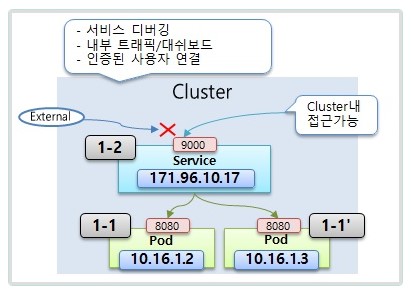 - 서비스 디버깅
- 내부 트래픽/대쉬보드
- 인증된 사용자 연결
Cluster
External
Cluster내
접근가능
9000
1-2
Service
171.96.10.17
1-1
8080
Pod
10.16.1.2
8080
1-1'
Pod
10.16.1.3